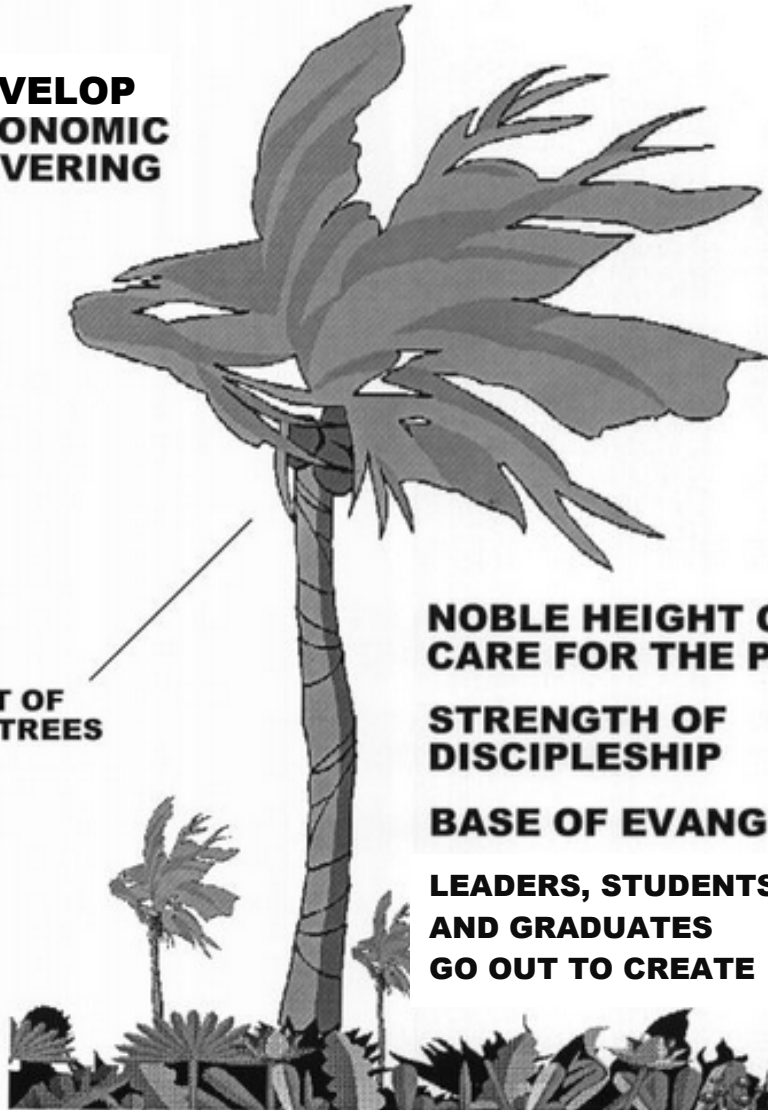 VELOP
ONOMIC
VERING
NOBLE HEIGHT
CARE FOR THE P
STRENGTH OF
DISCIPLESHIP
T OF
TREES
BASE OF EVANG
LEADERS, STUDENTS
AND GRADUATES
GO OUT TO CREATE